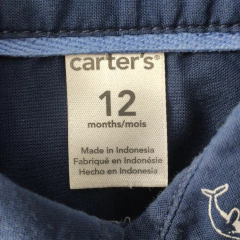 carter's®
12
months/mois
Made in Indonesia
Fabriqué en Indonésie
Hecho en Indonesia